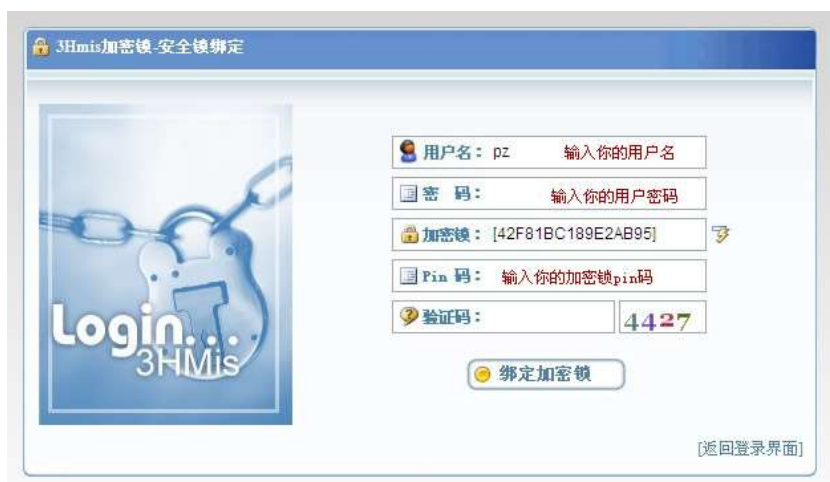 3Hmis加密锁-安全锁绑定
用户名: pz 输入你的用户名
密 码: 输入你的用户密码
加密锁: [42F81BC189E2AB95]
Pin 码: 输入你的加密锁pin码
验证码: 4427
Login...
3HMis
绑定加密锁
[返回登录界面]